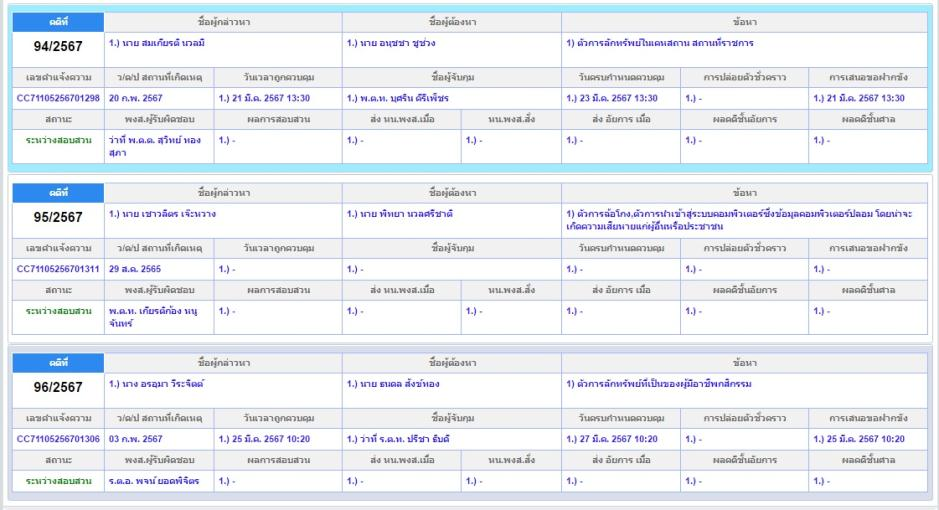 คดีที่ ชื่อผู้กล่าวหา ชื่อผู้ต้องหา ข้อหา
94/2567 1.) นาย สมเกียรติ นวลมี 1.) นาย อนุชชา ชูช่วง 1) ตัวการลักทรัพย์ในเคหสถาน สถานที่ราชการ
เลขคำแจ้งความ ว/ด/ป สถานที่เกิดเหตุ วันเวลาถูกควบคุม ชื่อผู้จับกุม วันครบกำหนดควบคุม การปล่อยตัวชั่วคราว การเสนอขอฝากขัง
CC71105256701298 20 ก.พ. 2567 1.) 21 มี.ค. 2567 13:30 1.) พ.ต.ท. บุศริน ดีรีเพ็ชร 1.) 23 มี.ค. 2567 13:30 1.) - 1.) 21 มี.ค. 2567 13:30
สถานะ พงส.ผู้รับผิดชอบ ผลการสอบสวน ส่ง หน.พงส.เมื่อ หน.พงส.สั่ง ส่ง อัยการ เมื่อ ผลคดีชั้นอัยการ ผลคดีชั้นศาล
ระหว่างสอบสวน ว่าที่ พ.ต.ต. สุวิทย์ ทอง 1.) - 1.) - 1.) - 1.) - 1.) - 1.) -
สุภา
คดีที่ ชื่อผู้กล่าวหา ชื่อผู้ต้องหา ข้อหา
95/2567 1.) นาย เชาวลิตร เจ๊ะหวาง 1.) นาย พิทยา นวลศรีชาติ 1) ตัวการฉ้อโกง,ตัวการนำเข้าสู่ระบบคอมพิวเตอร์ซึ่งข้อมูลคอมพิวเตอร์ปลอม โดยน่าจะ
เกิดความเสียหายแก่ผู้อื่นหรือประชาชน
เลขคำแจ้งความ ว/ด/ป สถานที่เกิดเหตุ วันเวลาถูกควบคุม ชื่อผู้จับกุม วันครบกำหนดควบคุม การปล่อยตัวชั่วคราว การเสนอขอฝากขัง
CC71105256701311 29 ส.ค. 2565 1.) - 1.) - 1.) - 1.) - 1.) -
สถานะ พงส.ผู้รับผิดชอบ ผลการสอบสวน ส่ง หน.พงส.เมื่อ หน.พงส.สั่ง ส่ง อัยการ เมื่อ ผลคดีชั้นอัยการ ผลคดีชั้นศาล
ระหว่างสอบสวน พ.ต.ท. เกียรติก้อง หนู 1.) - 1.) - 1.) - 1.) - 1.) - 1.) -
จันทร์
คดีที่ ชื่อผู้กล่าวหา ชื่อผู้ต้องหา ข้อหา
96/2567 1.) นาง อรอุมา วีระจิตต์ 1.) นาย ธนดล สังข์ทอง 1) ตัวการลักทรัพย์ที่เป็นของผู้มีอาชีพกสิกรรม
เลขคำแจ้งความ ว/ด/ป สถานที่เกิดเหตุ วันเวลาถูกควบคุม ชื่อผู้จับกุม วันครบกำหนดควบคุม การปล่อยตัวชั่วคราว การเสนอขอฝากขัง
CC71105256701306 03 ก.พ. 2567 1.) 25 มี.ค. 2567 10:20 1.) ว่าที่ ร.ต.ท. ปรีชา ยิบดี 1.) 27 มี.ค. 2567 10:20 1.) - 1.) 25 มี.ค. 2567 10:20
สถานะ พงส.ผู้รับผิดชอบ ผลการสอบสวน ส่ง หน.พงส.เมื่อ หน.พงส.สั่ง ส่ง อัยการ เมื่อ ผลคดีชั้นอัยการ ผลคดีชั้นศาล
ระหว่างสอบสวน ร.ต.อ. พจน์ ยอดพิจิตร 1.) - 1.) - 1.) - 1.) - 1.) - 1.) -